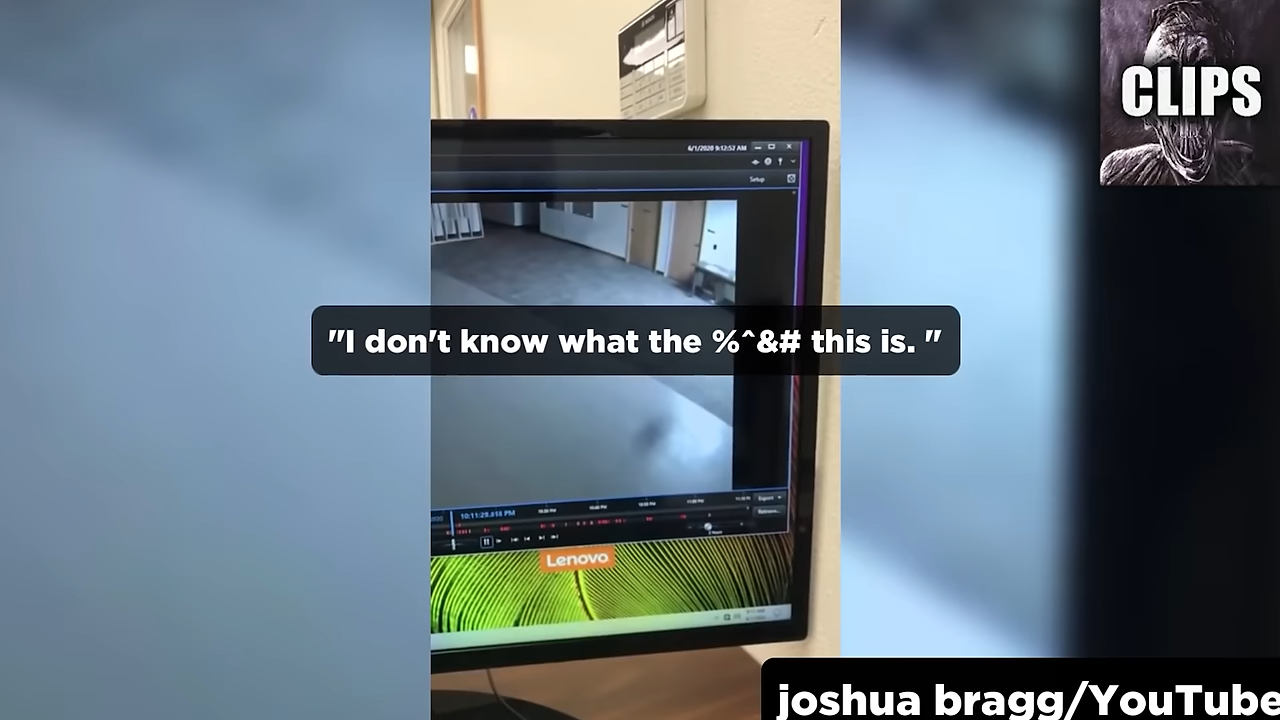 CLIPS
6/1/2020 9:12:52 AM
Setup
"I don't know what the %^&# this is. "
10:11:29.818 PM
Export
Lenovo
joshua bragg/YouTube